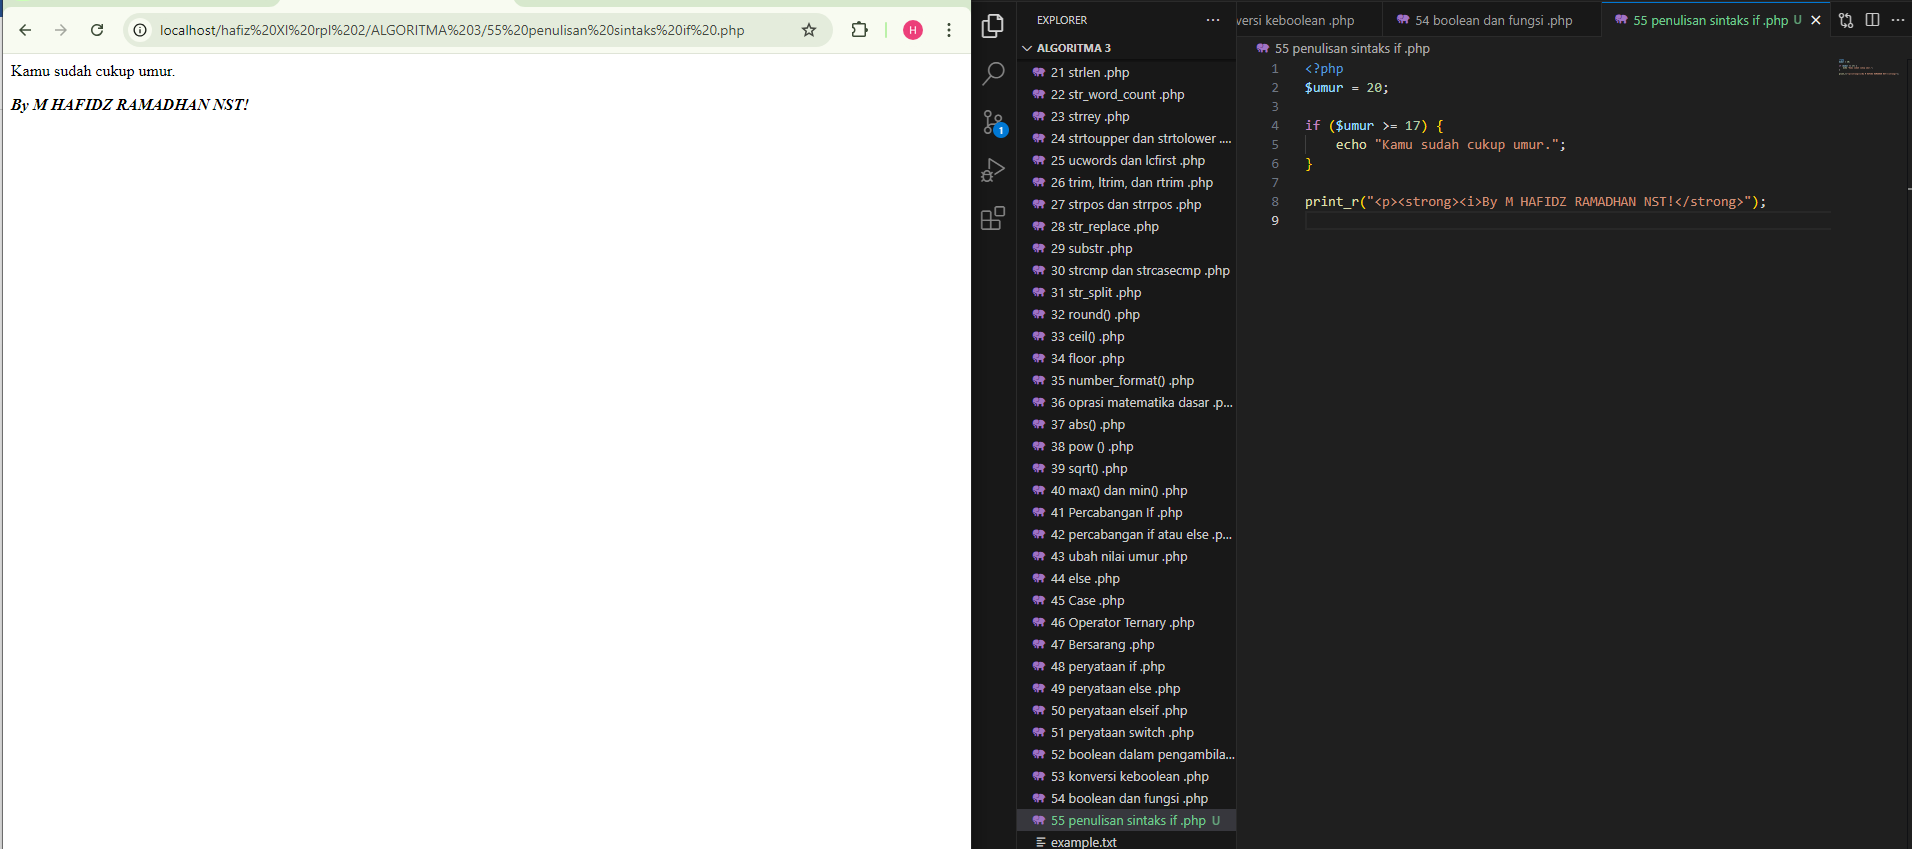 localhost/hafiz%20XI%20rpl%202/ALGORITMA%203/55%20penulisan%20sintaks%20if%20.php
H
Kamu sudah cukup umur.
By M HAFIDZ RAMADHAN NST!
EXPLORER
ALGORITMA 3
21 strlen .php
22 str_word_count .php
23 strrey .php
24 strtoupper dan strtolower ....
25 ucwords dan lcfirst .php
26 trim, ltrim, dan rtrim .php
27 strpos dan strrpos .php
28 str_replace .php
29 substr .php
30 strcmp dan strcasecmp .php
31 str_split .php
32 round() .php
33 ceil() .php
34 floor .php
35 number_format() .php
36 oprasi matematika dasar .p...
37 abs() .php
38 pow () .php
39 sqrt() .php
40 max() dan min() .php
41 Percabangan If .php
42 percabangan if atau else .p...
43 ubah nilai umur .php
44 else .php
45 Case .php
46 Operator Ternary .php
47 Bersarang .php
48 peryataan if .php
49 peryataan else .php
50 peryataan elseif .php
51 peryataan switch .php
52 boolean dalam pengambila...
53 konversi keboolean .php
54 boolean dan fungsi .php
55 penulisan sintaks if .php U
example.txt
1
versi keboolean .php
54 boolean dan fungsi .php
55 penulisan sintaks if .php U
55 penulisan sintaks if .php
1 <?php
2 $umur = 20;
3
4 if ($umur >= 17) {
5 echo "Kamu sudah cukup umur.";
6 }
7
8 print_r("<p><strong><i>By M HAFIDZ RAMADHAN NST!</strong>");
9